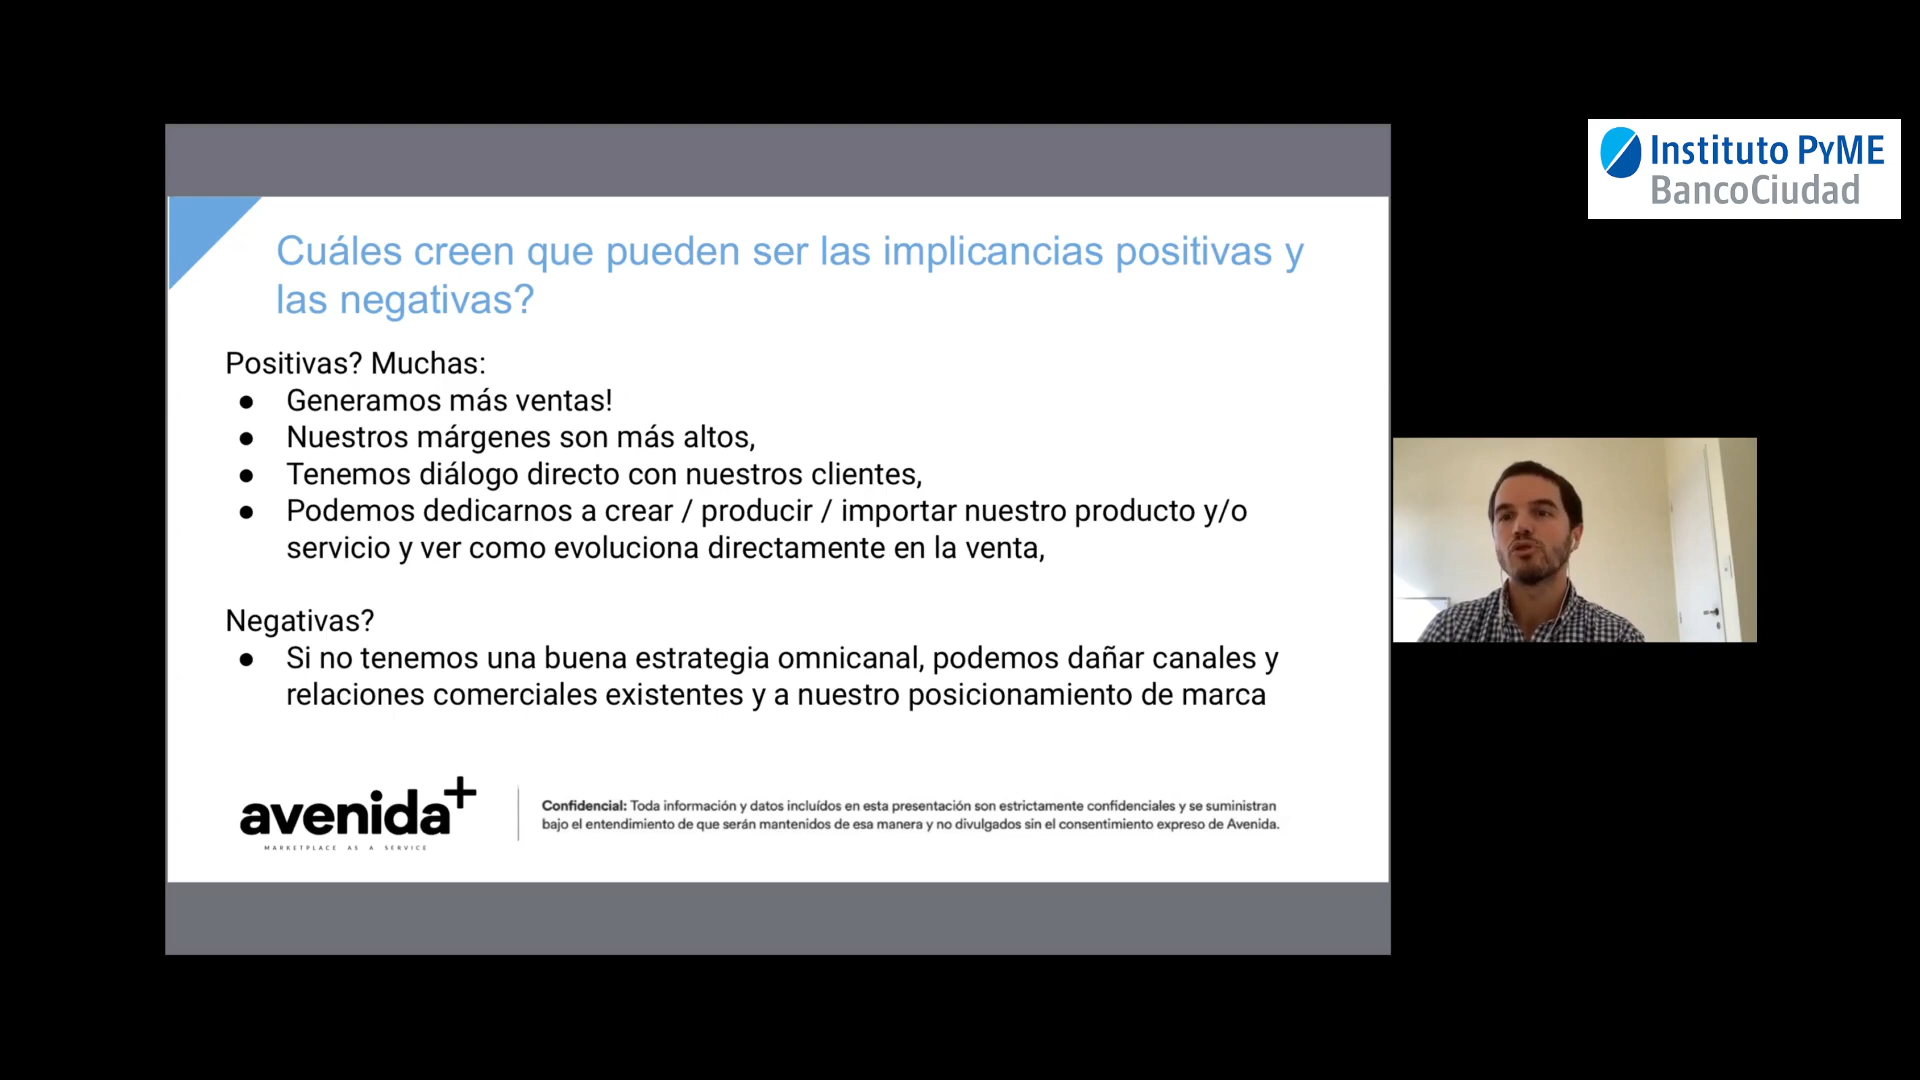 Instituto PyME
BancoCiudad
Cuáles creen que pueden ser las implicancias positivas y
las negativas?
Positivas? Muchas:
● Generamos más ventas!
● Nuestros márgenes son más altos,
● Tenemos diálogo directo con nuestros clientes,
● Podemos dedicarnos a crear / producir / importar nuestro producto y/o
servicio y ver como evoluciona directamente en la venta,
Negativas?
● Si no tenemos una buena estrategia omnicanal, podemos dañar canales y
relaciones comerciales existentes y a nuestro posicionamiento de marca
avenida+
MARKETPLACE AS A SERVICE
Confidencial: Toda información y datos incluídos en esta presentación son estrictamente confidenciales y se suministran
bajo el entendimiento de que serán mantenidos de esa manera y no divulgados sin el consentimiento expreso de Avenida.